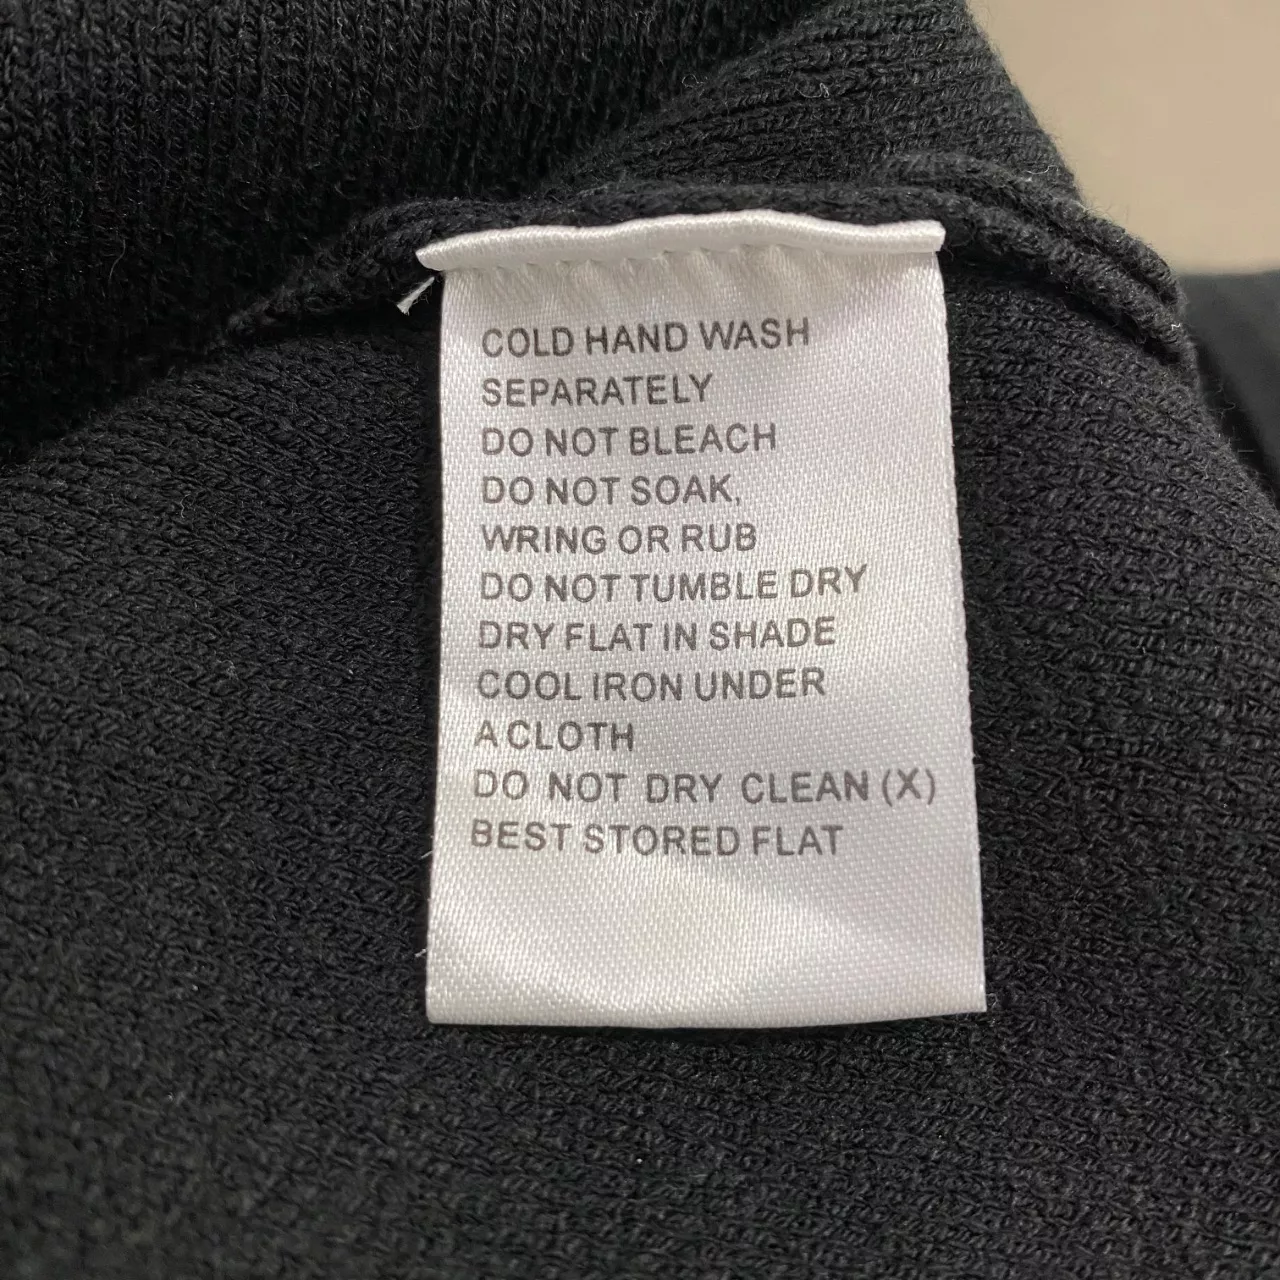 COLD HAND WASH
SEPARATELY
DO NOT BLEACH
DO NOT SOAK,
WRING OR RUB
DO NOT TUMBLE DRY
DRY FLAT IN SHADE
COOL IRON UNDER
A CLOTH
DO NOT DRY CLEAN (X)
BEST STORED FLAT